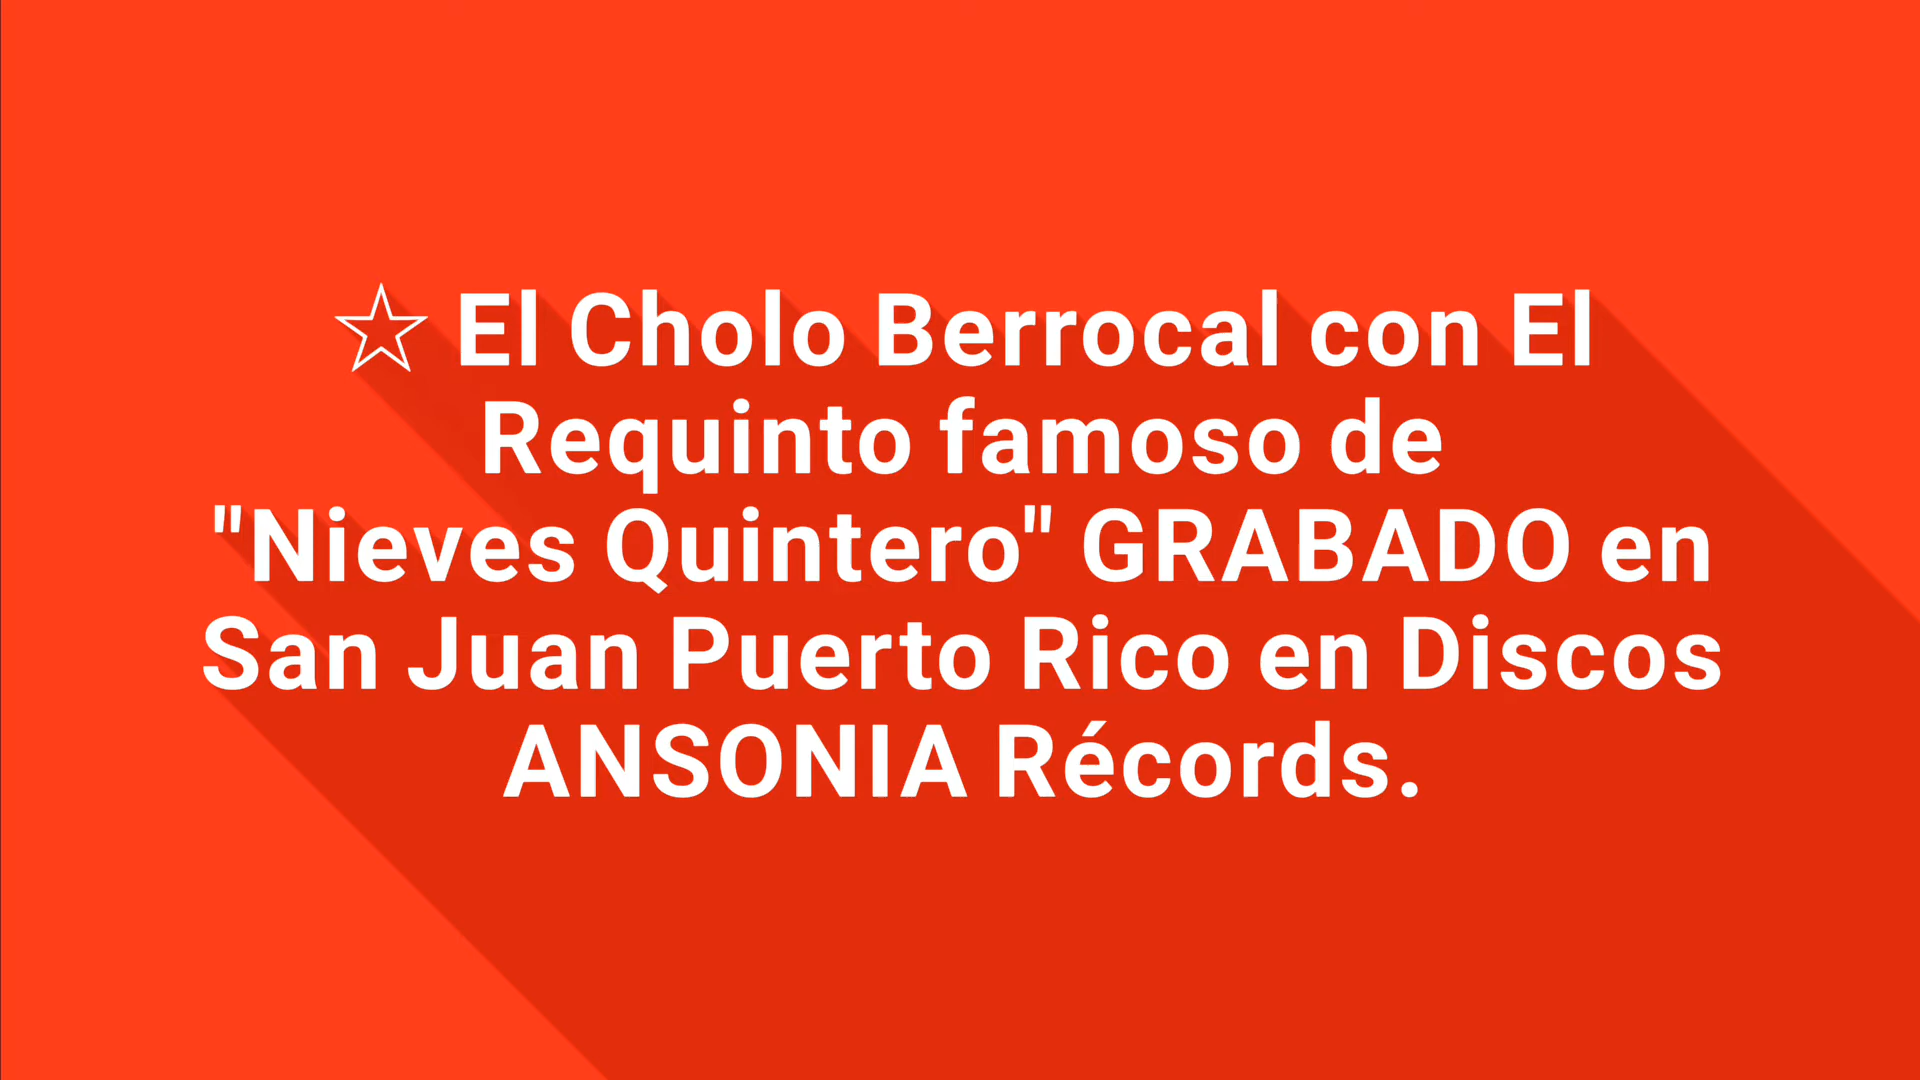 ☆ El Cholo Berrocal con El
Requinto famoso de
"Nieves Quintero" GRABADO en
San Juan Puerto Rico en Discos
ANSONIA Récords.